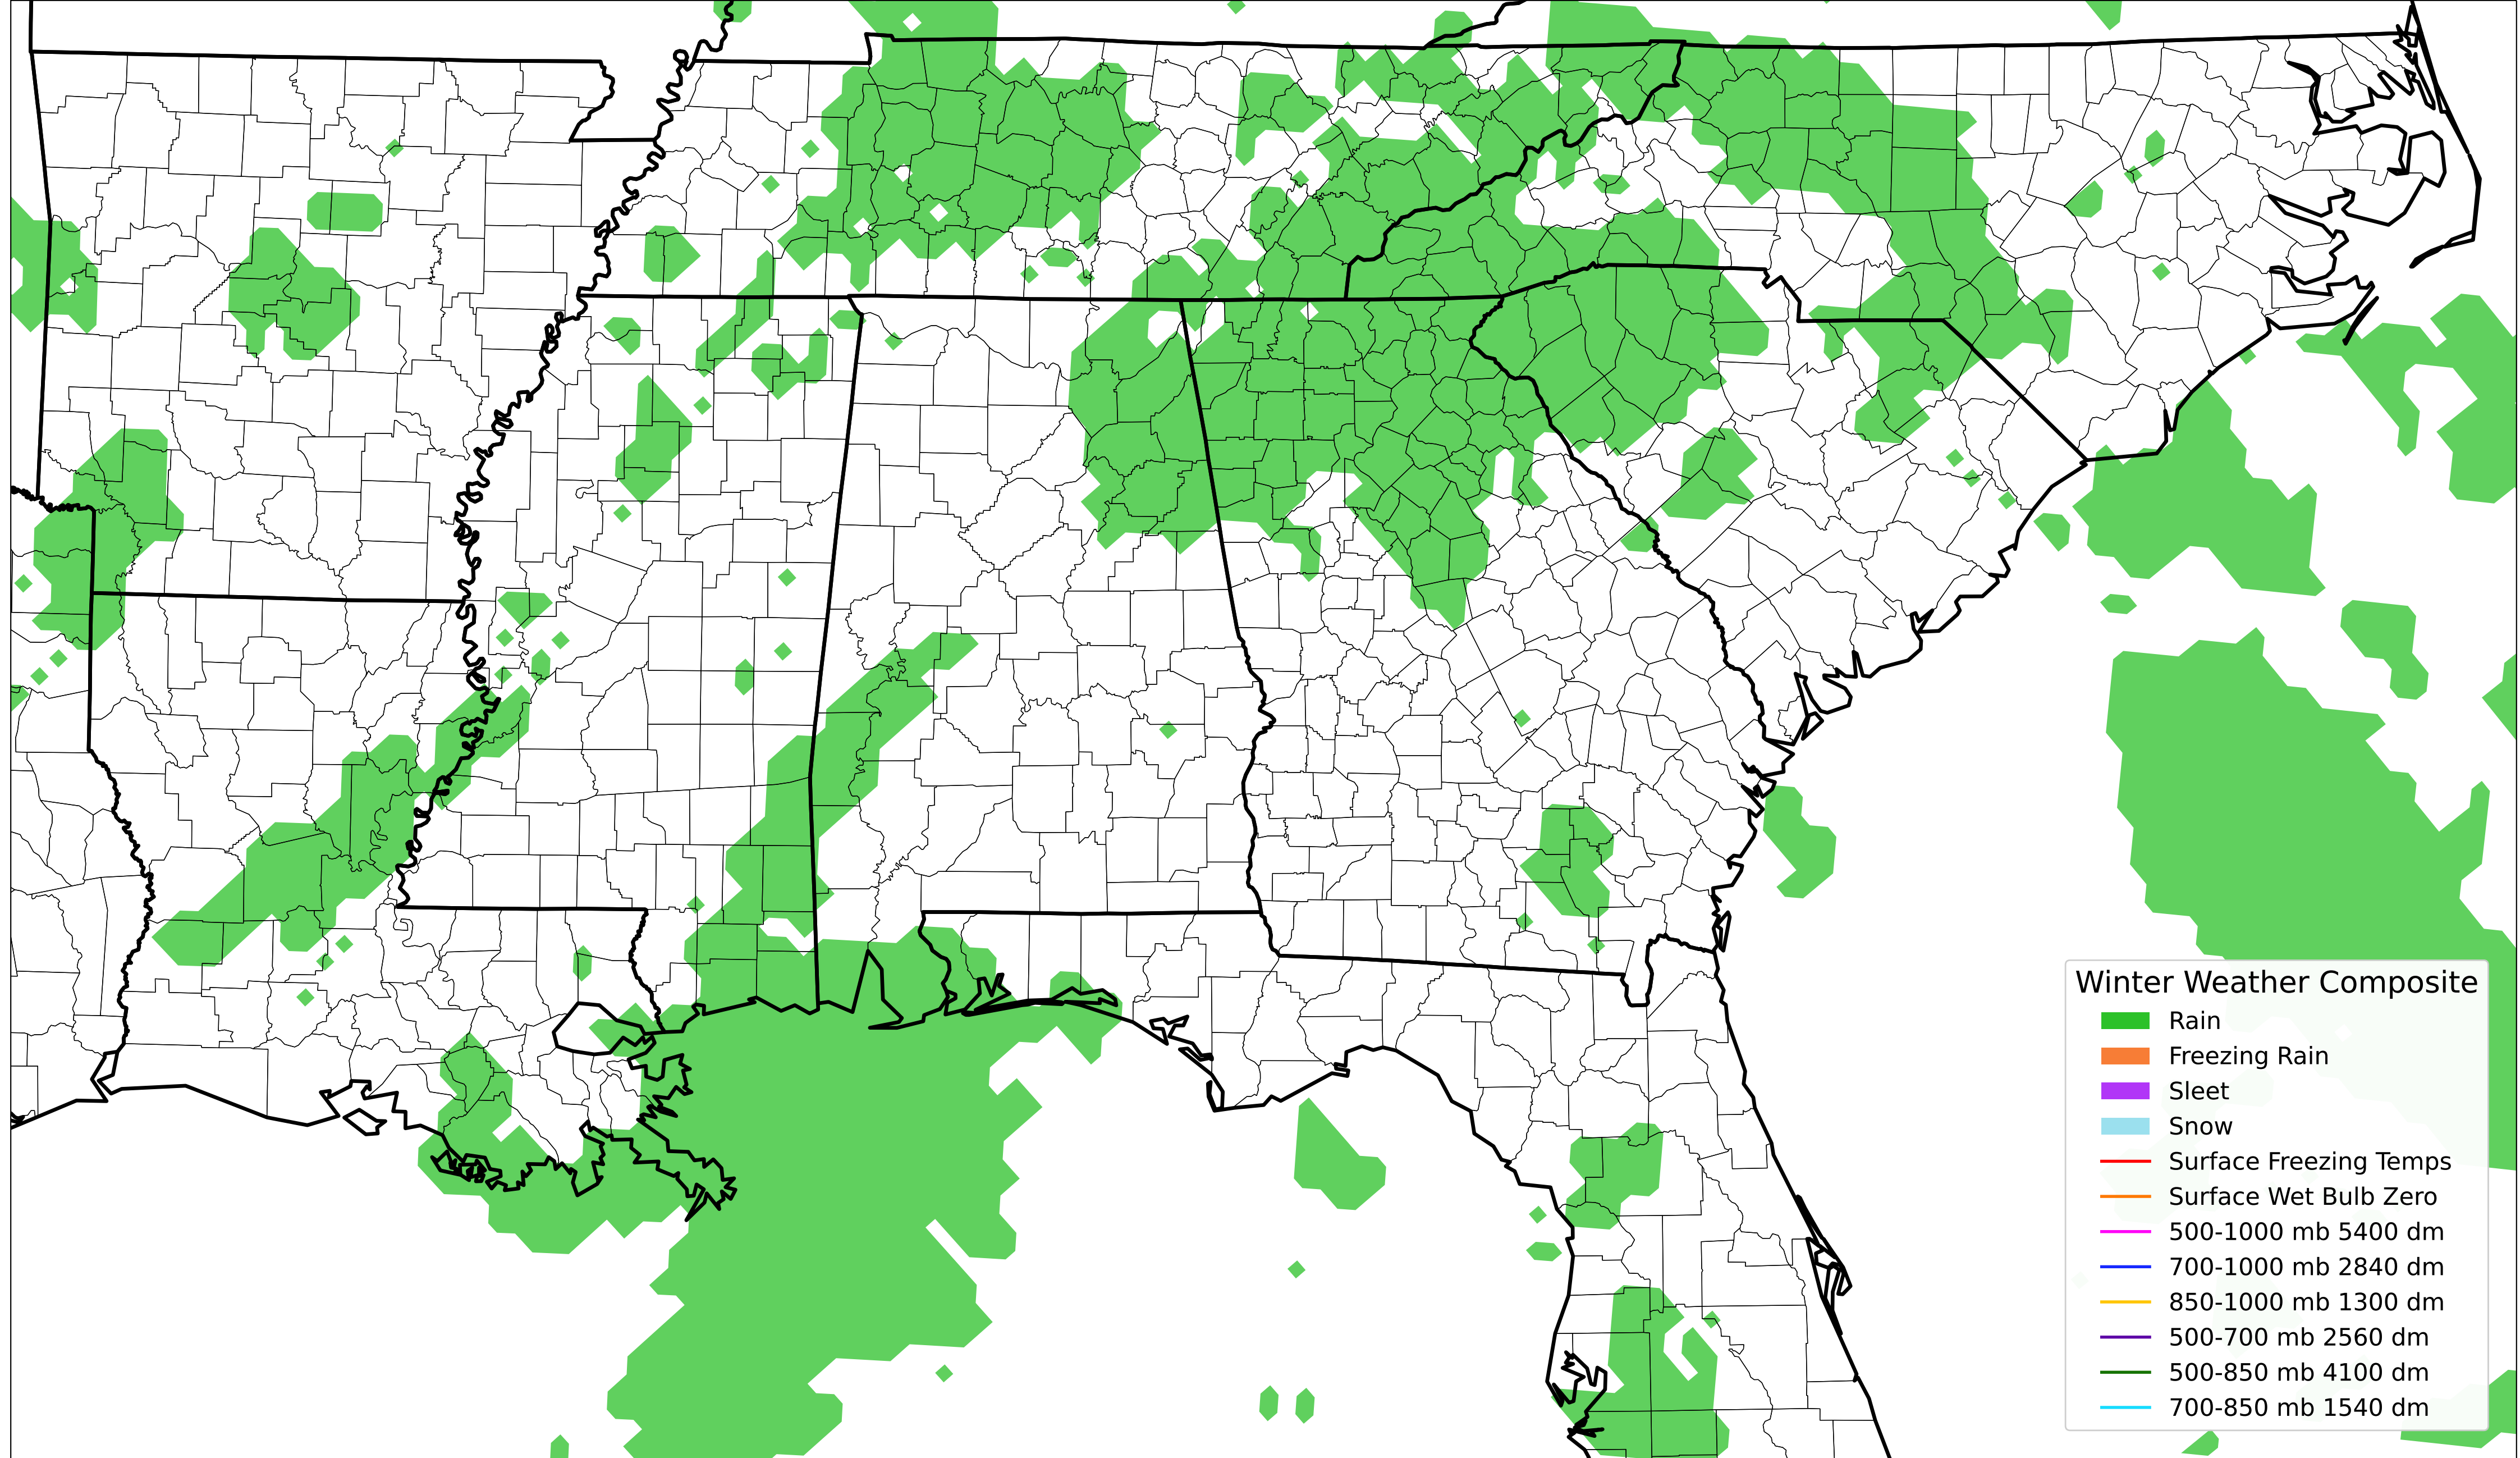 Winter Weather Composite
Rain
Freezing Rain
Sleet
Snow
Surface Freezing Temps
Surface Wet Bulb Zero
500-1000 mb 5400 dm
700-1000 mb 2840 dm
850-1000 mb 1300 dm
500-700 mb 2560 dm
500-850 mb 4100 dm
700-850 mb 1540 dm